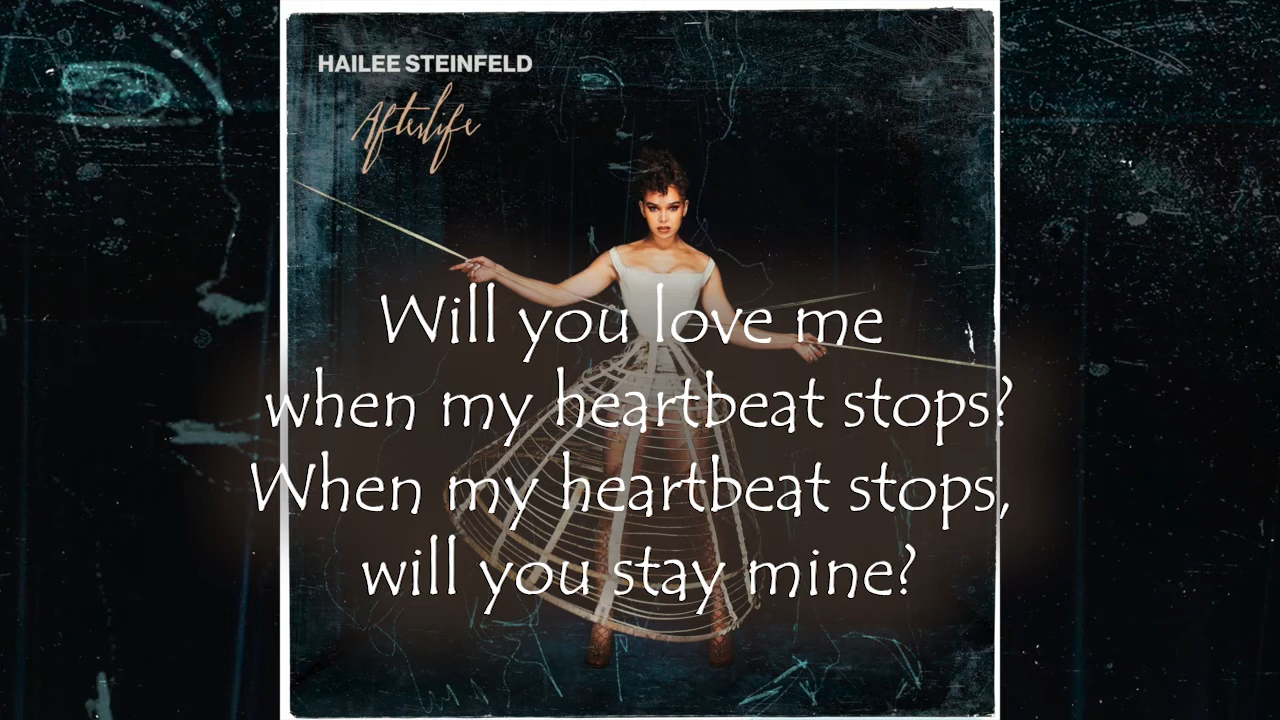 HAILEE STEINFELD
Afterlife
Will you love me
when my heartbeat stops?
When my heartbeat stops,
will you stay mine?